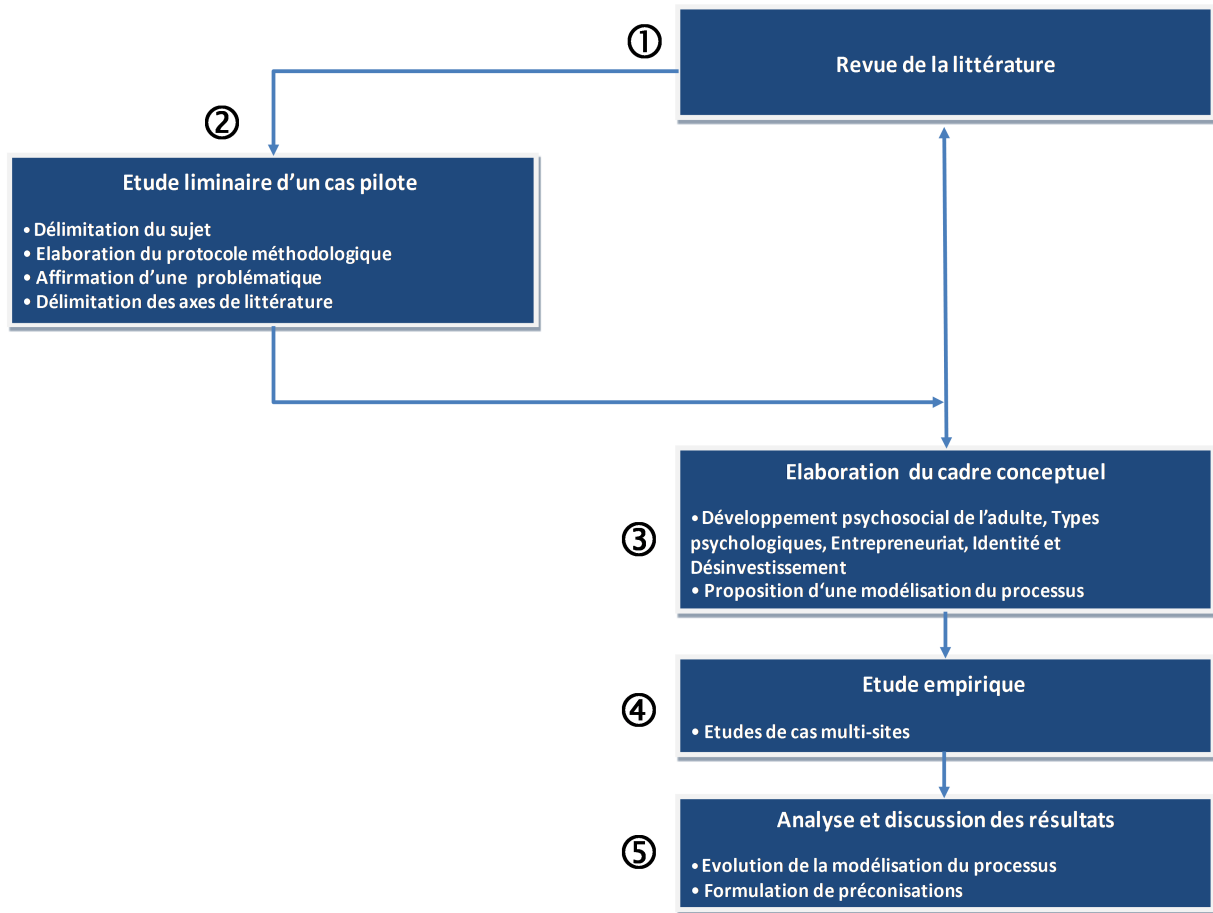 ①
Revue de la littérature
②
Etude liminaire d’un cas pilote
• Délimitation du sujet
• Elaboration du protocole méthodologique
• Affirmation d’une problématique
• Délimitation des axes de littérature
③
Elaboration du cadre conceptuel
• Développement psychosocial de l’adulte, Types
psychologiques, Entrepreneuriat, Identité et
Désinvestissement
• Proposition d‘une modélisation du processus
④
Etude empirique
• Etudes de cas multi-sites
⑤
Analyse et discussion des résultats
• Evolution de la modélisation du processus
• Formulation de préconisations